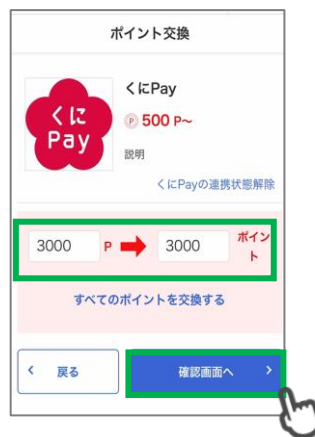 ポイント交換
くに
Pay
くにPay
Ⓟ 500 P~
説明
くにPayの連携状態解除
3000 P ➡ 3000 ポイン
ト
すべてのポイントを交換する
< 戻る
確認画面へ >